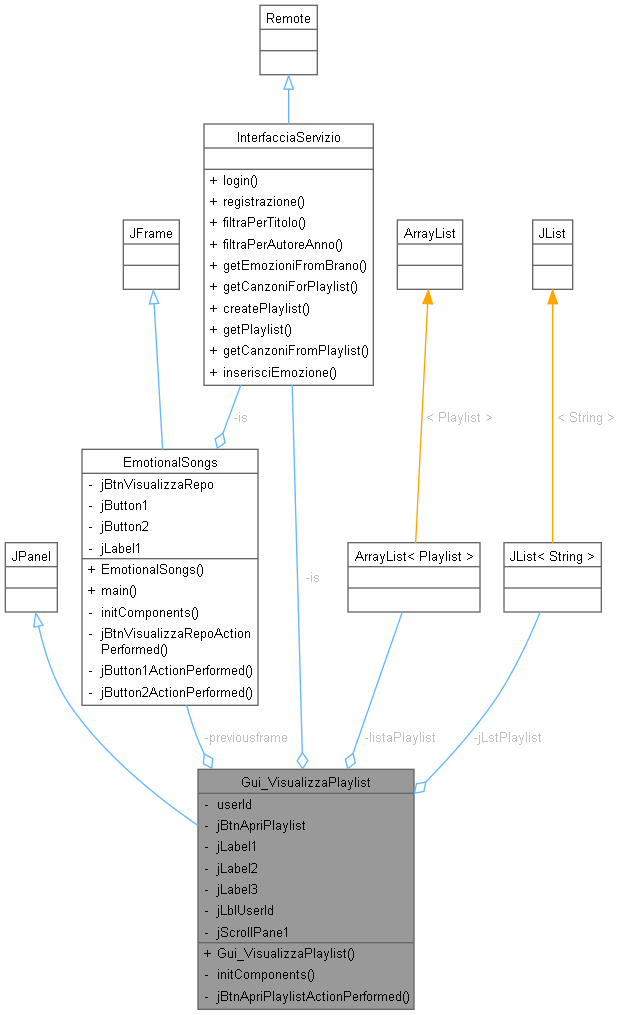 Remote
InterfacciaServizio
+ login()
+ registrazione()
+ filtraPerTitolo()
+ filtraPerAutoreAnno()
+ getEmozioniFromBrano()
+ getCanzoniForPlaylist()
+ createPlaylist()
+ getPlaylist()
+ getCanzoniFromPlaylist()
+ inserisciEmozione()
JFrame
ArrayList
JList
-is
< Playlist >
< String >
EmotionalSongs
- jBtnVisualizzaRepo
- jButton1
- jButton2
- jLabel1
+ EmotionalSongs()
+ main()
- initComponents()
- jBtnVisualizzaRepoAction
Performed()
- jButton1ActionPerformed()
- jButton2ActionPerformed()
JPanel
-is
ArrayList< Playlist >
JList< String >
-previousframe
-listaPlaylist
-jLstPlaylist
Gui_VisualizzaPlaylist
- userId
- jBtnApriPlaylist
- jLabel1
- jLabel2
- jLabel3
- jLblUserId
- jScrollPane1
+ Gui_VisualizzaPlaylist()
- initComponents()
- jBtnApriPlaylistActionPerformed()